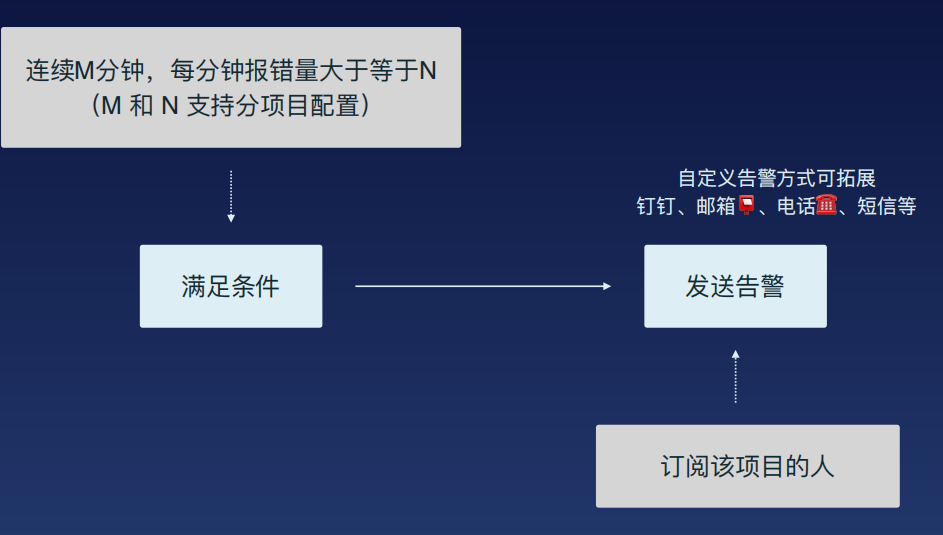 连续M分钟，每分钟报错量大于等于N
（M 和 N 支持分项目配置）
自定义告警方式可拓展
钉钉、邮箱📮、电话☎️、短信等
满足条件
发送告警
订阅该项目的人